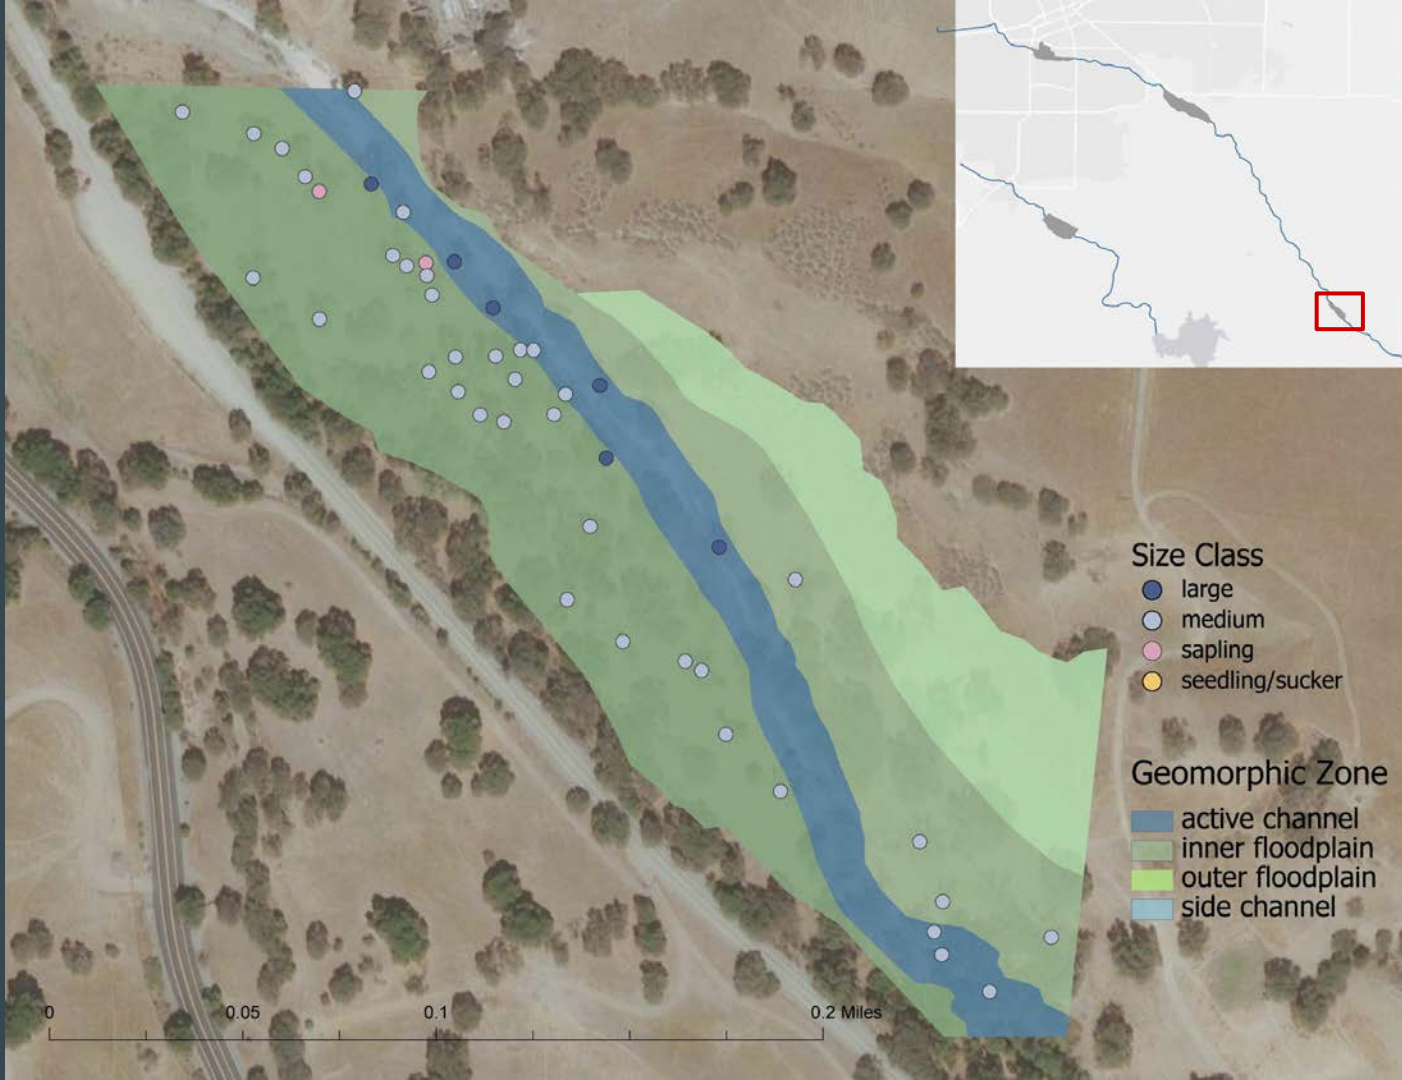 Size Class
large
medium
sapling
seedling/sucker
Geomorphic Zone
active channel
inner floodplain
outer floodplain
side channel
0 0.05 0.1 0.2 Miles